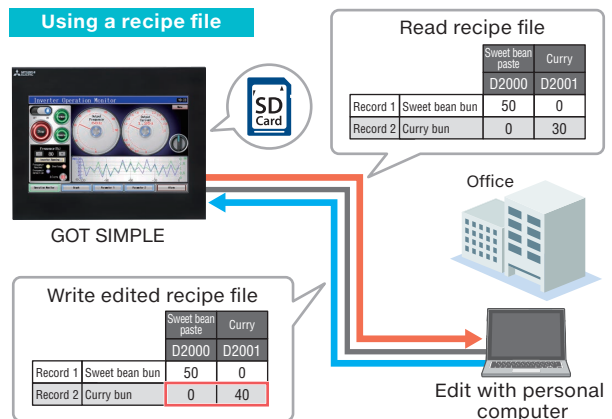 Using a recipe file
Read recipe file
Sweet bean
paste
Curry
D2000
D2001
Record 1
Sweet bean bun
50
0
Record 2
Curry bun
0
30
Inverter Operation Monitor
SD
Card
GOT SIMPLE
Office
Write edited recipe file
Sweet bean
paste
Curry
D2000
D2001
Record 1
Sweet bean bun
50
0
Record 2
Curry bun
0
40
Edit with personal
computer